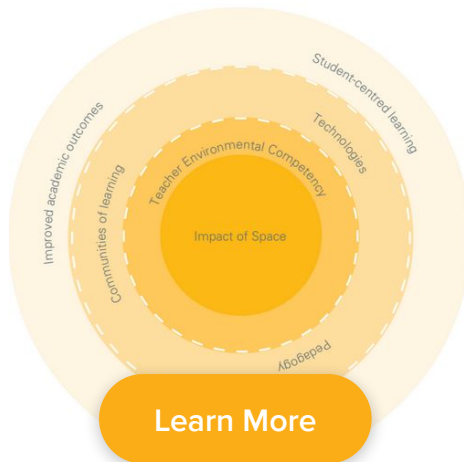 Student-centred learning
Improved academic outcomes
Technologies
Communities of learning
Teacher Environmental Competency
Impact of Space
Pedagogy
Learn More